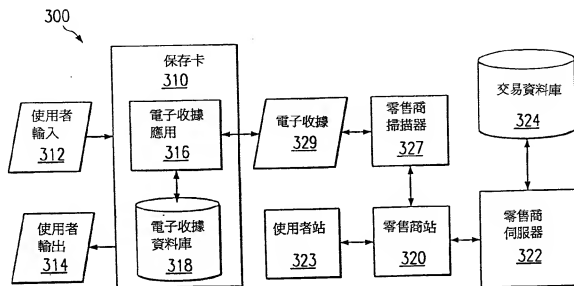 300
保存卡
310
使用者
輸入
312
電子收據
應用
316
電子收據
329
零售商
掃描器
327
交易資料庫
324
使用者
輸出
314
電子收據
資料庫
318
使用者站
323
零售商站
320
零售商
伺服器
322